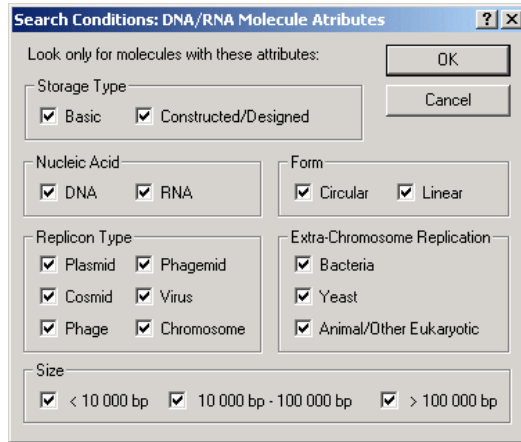 Search Conditions: DNA/RNA Molecule Atributes
Look only for molecules with these attributes:
OK
Cancel
Storage Type
Basic Constructed/Designed
Nucleic Acid
DNA RNA
Form
Circular Linear
Replicon Type
Plasmid Phagemid
Cosmid Virus
Phage Chromosome
Extra-Chromosome Replication
Bacteria
Yeast
Animal/Other Eukaryotic
Size
< 10 000 bp 10 000 bp - 100 000 bp > 100 000 bp